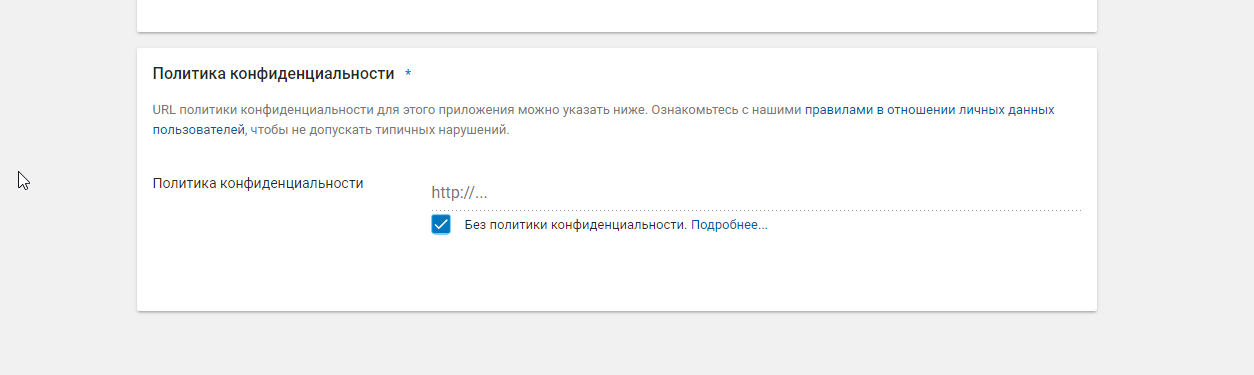 Политика конфиденциальности *
URL политики конфиденциальности для этого приложения можно указать ниже. Ознакомьтесь с нашими правилами в отношении личных данных
пользователей, чтобы не допускать типичных нарушений.
Политика конфиденциальности
http://...
Без политики конфиденциальности. Подробнее...